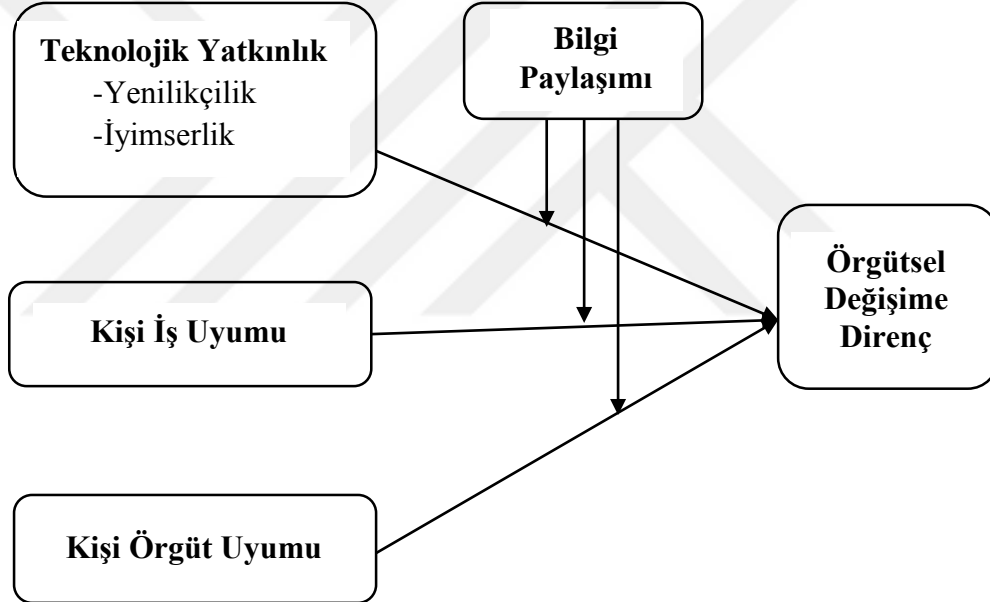 Teknolojik Yatkınlık
-Yenilikçilik
-İyimserlik
Bilgi
Paylaşımı
Kişi İş Uyumu
Örgütsel
Değişime
Direnç
Kişi Örgüt Uyumu